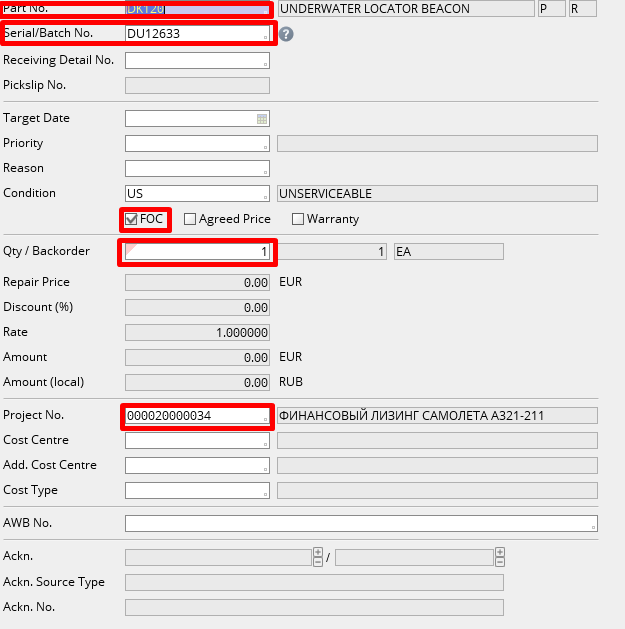 Part No. DK120 UNDERWATER LOCATOR BEACON P R
Serial/Batch No. DU12633 ?
Receiving Detail No.
Pickslip No.
Target Date
Priority
Reason
Condition US UNSERVICEABLE
FOC Agreed Price Warranty
Qty / Backorder 1 1 EA
Repair Price 0.00 EUR
Discount (%) 0.00
Rate 1.000000
Amount 0.00 EUR
Amount (local) 0.00 RUB
Project No. 000020000034 ФИНАНСОВЫЙ ЛИЗИНГ САМОЛЕТА А321-211
Cost Centre
Add. Cost Centre
Cost Type
AWB No.
Ackn. /
Ackn. Source Type
Ackn. No.